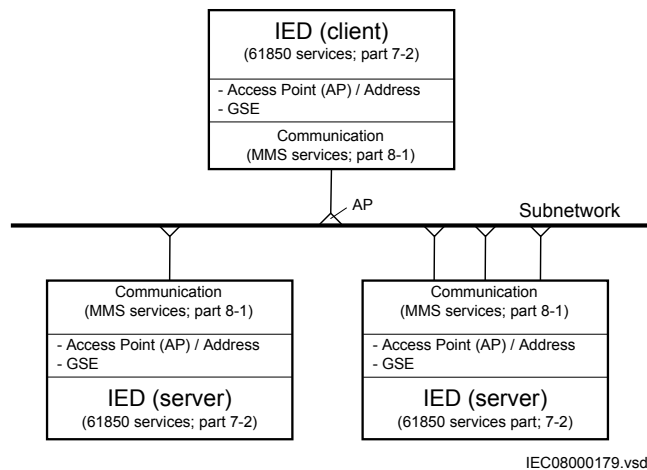 IED (client)
(61850 services; part 7-2)
- Access Point (AP) / Address
- GSE
Communication
(MMS services; part 8-1)
AP
Subnetwork
Communication
(MMS services; part 8-1)
- Access Point (AP) / Address
- GSE
IED (server)
(61850 services; part 7-2)
Communication
(MMS services; part 8-1)
- Access Point (AP) / Address
- GSE
IED (server)
(61850 services part; 7-2)
IEC08000179.vsd